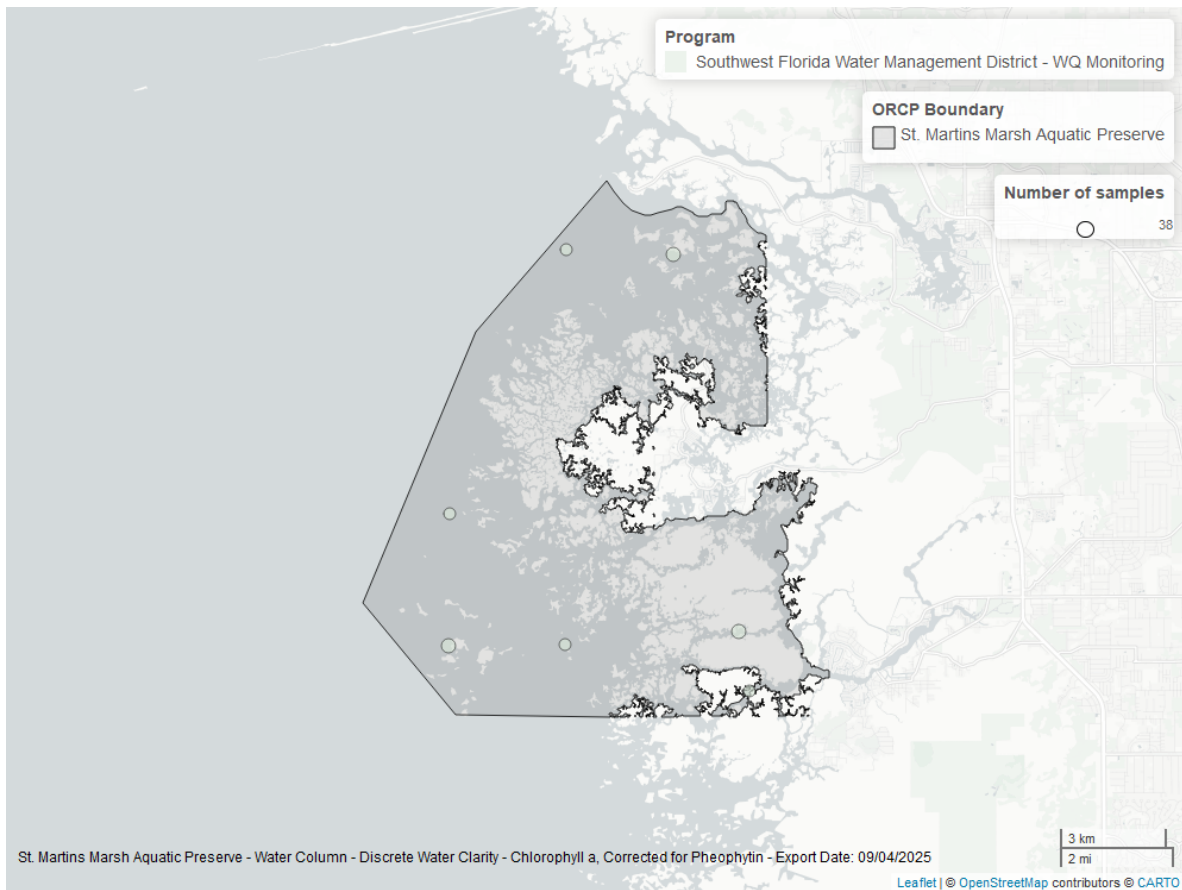 Program
Southwest Florida Water Management District - WQ Monitoring
ORCP Boundary
St. Martins Marsh Aquatic Preserve
Number of samples
38
3 km
2 mi
St. Martins Marsh Aquatic Preserve - Water Column - Discrete Water Clarity - Chlorophyll a, Corrected for Pheophytin - Export Date: 09/04/2025
Leaflet | © OpenStreetMap contributors © CARTO